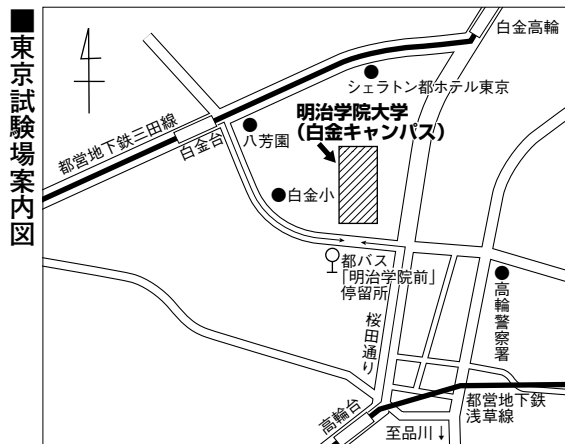 ■東京試験場案内図
白金高輪
シェラトン都ホテル東京
明治学院大学
（白金キャンパス）
八芳園
都営地下鉄三田線
白金台
白金小
都バス
「明治学院前」
停留所
高輪警察署
桜田通り
都営地下鉄
浅草線
高輪台
至品川↓